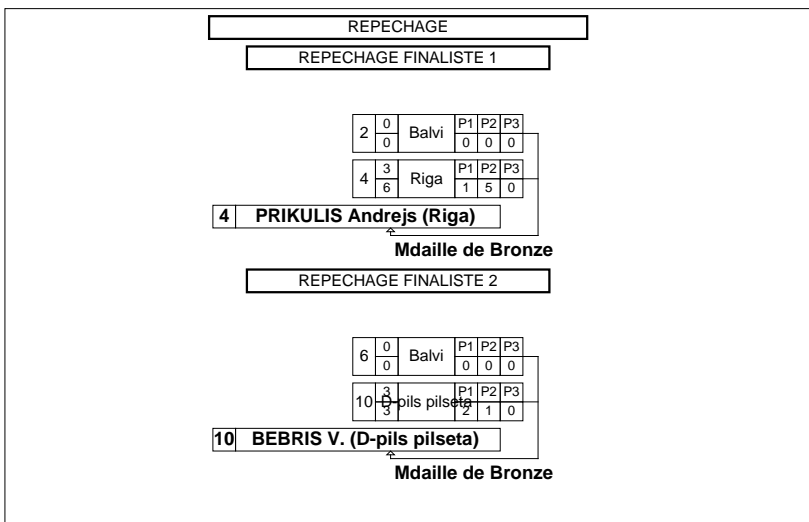 REPECHAGE
REPECHAGE FINALISTE 1
2 0 Balvi P1 P2 P3
0 0 0 0
4 3 Riga P1 P2 P3
6 1 5 0
4 PRIKULIS Andrejs (Riga)
Mdaille de Bronze
REPECHAGE FINALISTE 2
6 0 Balvi P1 P2 P3
0 0 0 0
10 3 D-pils pilseta P1 P2 P3
3 2 1 0
10 BEBRIS V. (D-pils pilseta)
Mdaille de Bronze